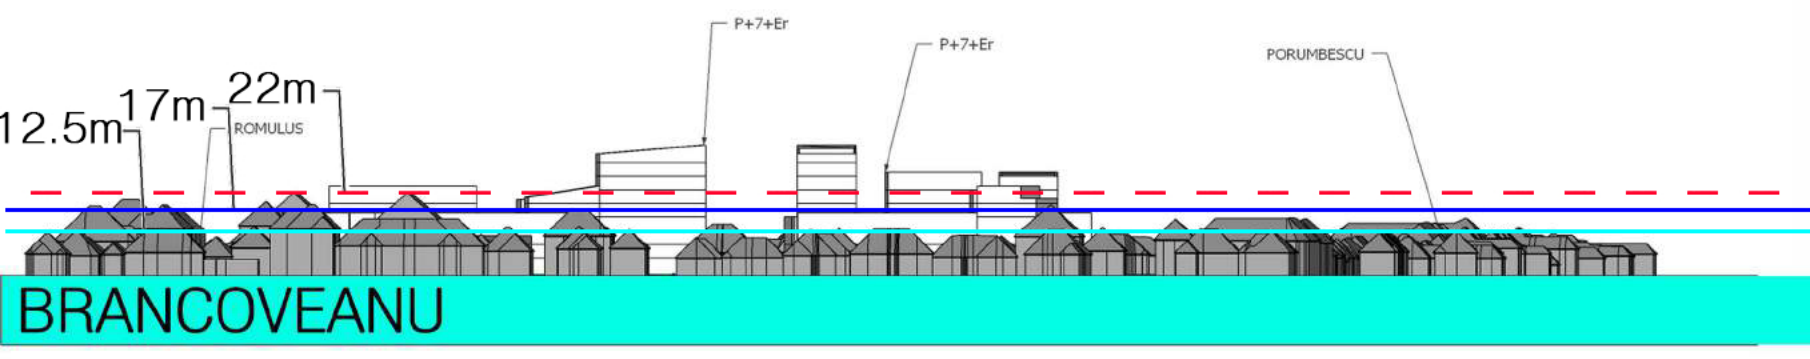 P+7+Er
P+7+Er
PORUMBESCU
22m
17m
12.5m
ROMULUS
BRANCOVEANU